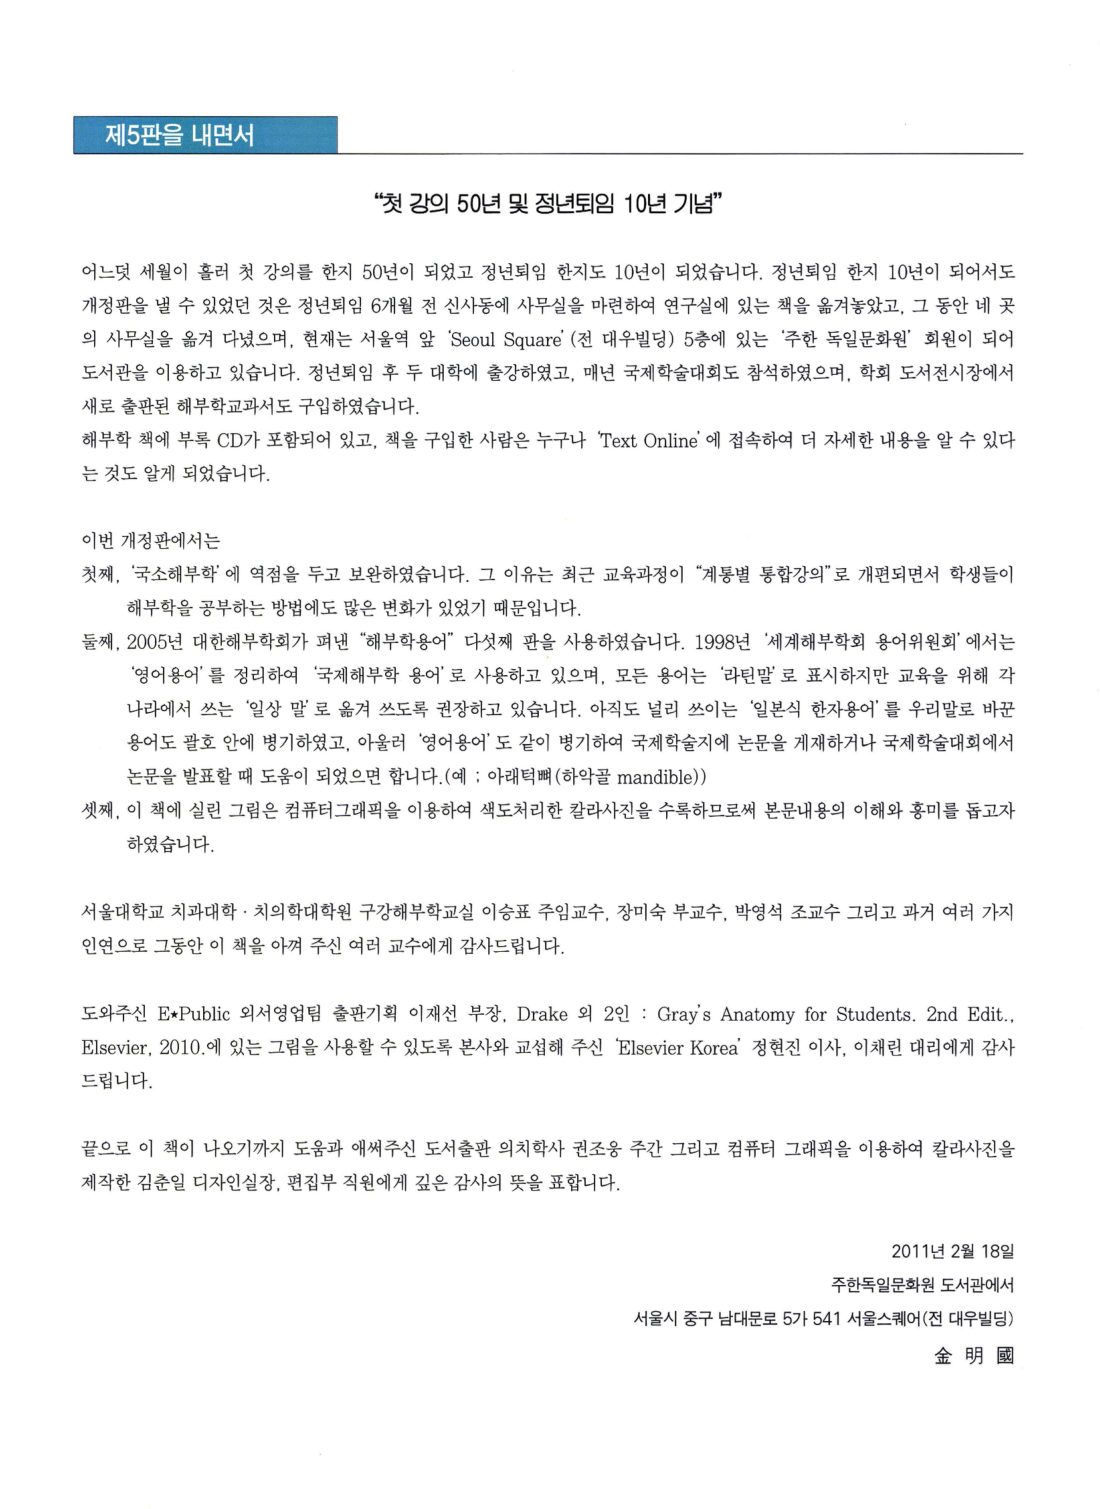 제5판을 내면서
“첫 강의 50년 및 정년퇴임 10년 기념”
어느덧 세월이 흘러 첫 강의를 한지 50년이 되었고 정년퇴임 한지도 10년이 되었습니다. 정년퇴임 한지 10년이 되어서도
개정판을 낼 수 있었던 것은 정년퇴임 6개월 전 신사동에 사무실을 마련하여 연구실에 있는 책을 옮겨놓았고, 그 동안 네 곳
의 사무실을 옮겨 다녔으며, 현재는 서울역 앞 ‘Seoul Square’(전 대우빌딩) 5층에 있는 ‘주한 독일문화원’ 회원이 되어
도서관을 이용하고 있습니다. 정년퇴임 후 두 대학에 출강하였고, 매년 국제학술대회도 참석하였으며, 학회 도서전시장에서
새로 출판된 해부학교과서도 구입하였습니다.
해부학 책에 부록 CD가 포함되어 있고, 책을 구입한 사람은 누구나 ‘Text Online’에 접속하여 더 자세한 내용을 알 수 있다
는 것도 알게 되었습니다.
이번 개정판에서는
첫째, ‘국소해부학’에 역점을 두고 보완하였습니다. 그 이유는 최근 교육과정이 “계통별 통합강의”로 개편되면서 학생들이
해부학을 공부하는 방법에도 많은 변화가 있었기 때문입니다.
둘째, 2005년 대한해부학회가 펴낸 “해부학용어” 다섯째 판을 사용하였습니다. 1998년 ‘세계해부학회 용어위원회’에서는
‘영어용어’를 정리하여 ‘국제해부학 용어’로 사용하고 있으며, 모든 용어는 ‘라틴말’로 표시하지만 교육을 위해 각
나라에서 쓰는 ‘일상 말’로 옮겨 쓰도록 권장하고 있습니다. 아직도 널리 쓰이는 ‘일본식 한자용어’를 우리말로 바꾼
용어도 괄호 안에 병기하였고, 아울러 ‘영어용어’도 같이 병기하여 국제학술지에 논문을 게재하거나 국제학술대회에서
논문을 발표할 때 도움이 되었으면 합니다.(예 ; 아래턱뼈(하악골 mandible))
셋째, 이 책에 실린 그림은 컴퓨터그래픽을 이용하여 색도처리한 칼라사진을 수록하므로써 본문내용의 이해와 흥미를 돕고자
하였습니다.
서울대학교 치과대학 · 치의학대학원 구강해부학교실 이승표 주임교수, 장미숙 부교수, 박영석 조교수 그리고 과거 여러 가지
인연으로 그동안 이 책을 아껴 주신 여러 교수에게 감사드립니다.
도와주신 E★Public 외서영업팀 출판기획 이재선 부장, Drake 외 2인 : Gray’s Anatomy for Students. 2nd Edit.,
Elsevier, 2010.에 있는 그림을 사용할 수 있도록 본사와 교섭해 주신 ‘Elsevier Korea’ 정현진 이사, 이채린 대리에게 감사
드립니다.
끝으로 이 책이 나오기까지 도움과 애써주신 도서출판 의치학사 권조웅 주간 그리고 컴퓨터 그래픽을 이용하여 칼라사진을
제작한 김춘일 디자인실장, 편집부 직원에게 깊은 감사의 뜻을 표합니다.
2011년 2월 18일
주한독일문화원 도서관에서
서울시 중구 남대문로 5가 541 서울스퀘어(전 대우빌딩)
金 明 國